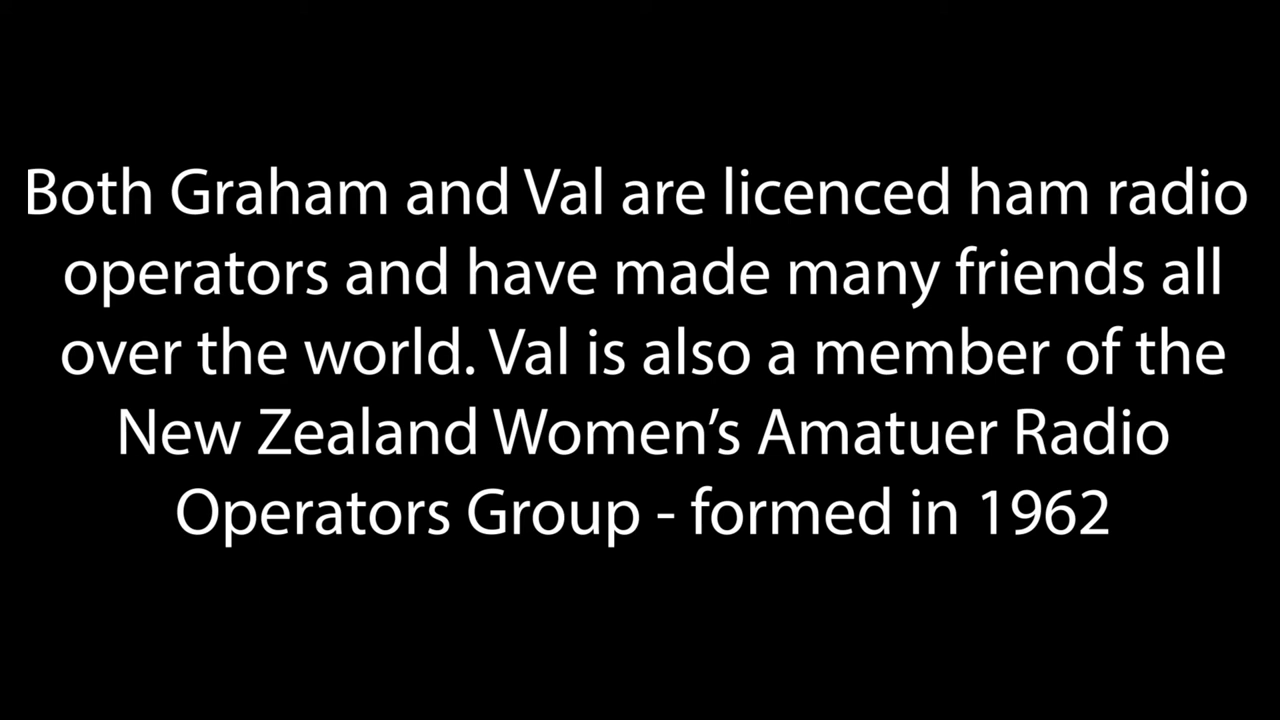 Both Graham and Val are licenced ham radio
operators and have made many friends all
over the world. Val is also a member of the
New Zealand Women’s Amatuer Radio
Operators Group - formed in 1962